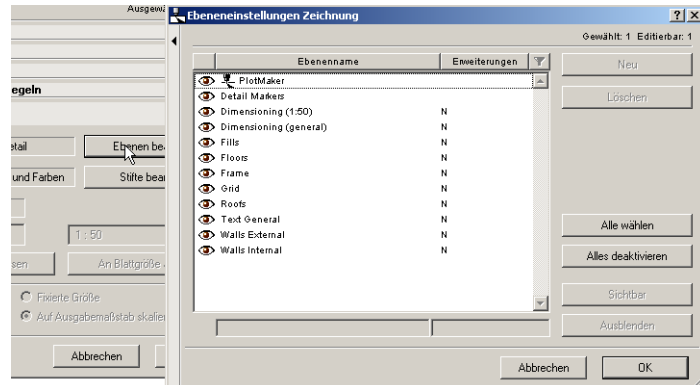 Ausgewä
egeln
etail
Ebenen bea
und Farben
Stifte bear
1 : 50
sen
An Blattgröße
Fixierte Größe
Auf Ausgabemaßstab skalier
Abbrechen
Ebeneneinstellungen Zeichnung
Gewählt: 1 Editierbar: 1
Ebenenname Erweiterungen
PlotMaker
Detail Markers
Dimensioning (1:50) N
Dimensioning (general) N
Fills N
Floors N
Frame N
Grid N
Roofs N
Text General N
Walls External N
Walls Internal N
Neu
Löschen
Alle wählen
Alles deaktivieren
Sichtbar
Ausblenden
Abbrechen
OK